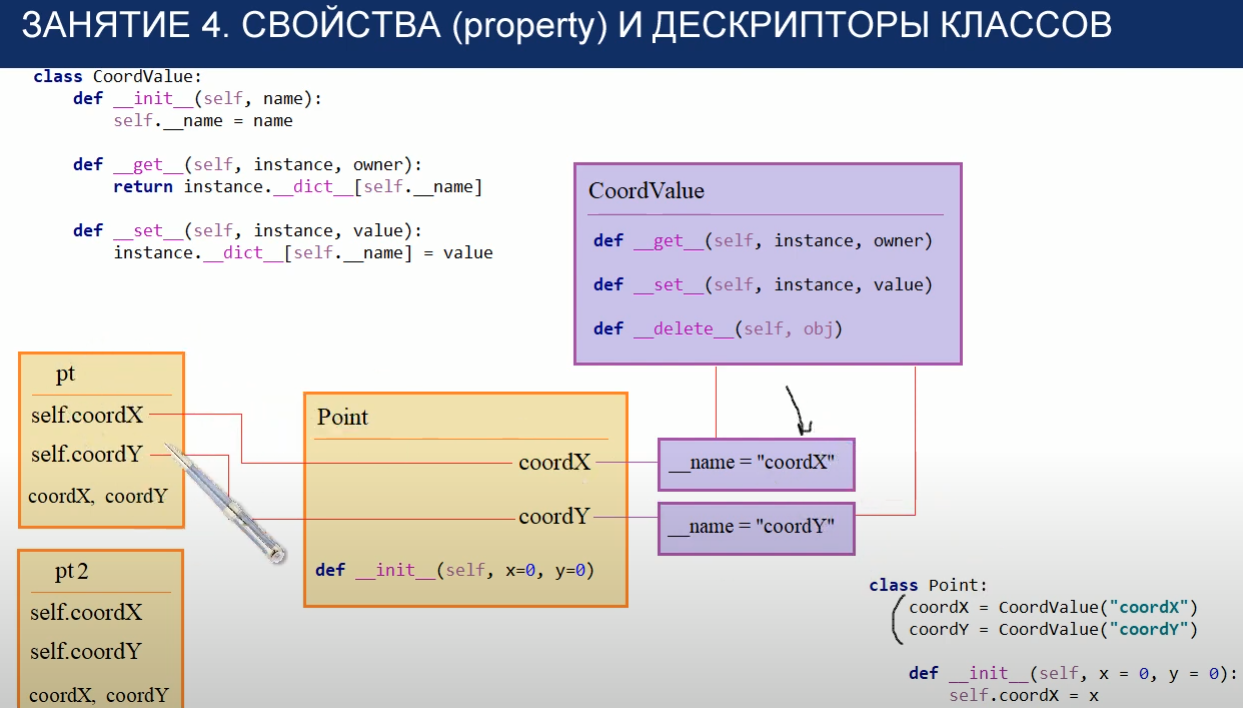 ЗАНЯТИЕ 4. СВОЙСТВА (property) И ДЕСКРИПТОРЫ КЛАССОВ
class CoordValue:
    def __init__(self, name):
        self.__name = name
    def __get__(self, instance, owner):
        return instance.__dict__[self.__name]
    def __set__(self, instance, value):
        instance.__dict__[self.__name] = value
CoordValue
def __get__(self, instance, owner)
def __set__(self, instance, value)
def __delete__(self, obj)
pt
self.coordX
self.coordY
coordX, coordY
Point
coordX
coordY
def __init__(self, x=0, y=0)
__name = "coordX"
__name = "coordY"
pt2
self.coordX
self.coordY
coordX, coordY
class Point:
    coordX = CoordValue("coordX")
    coordY = CoordValue("coordY")
    def __init__(self, x = 0, y = 0):
        self.coordX = x